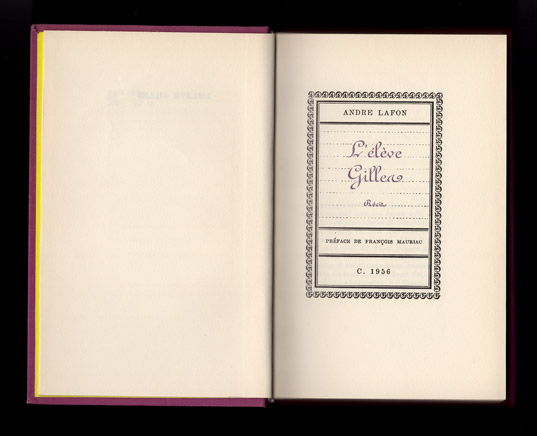 ANDRE LAFON
L'élève
Gilles
Récit
PRÉFACE DE FRANÇOIS MAURIAC
C. 1956